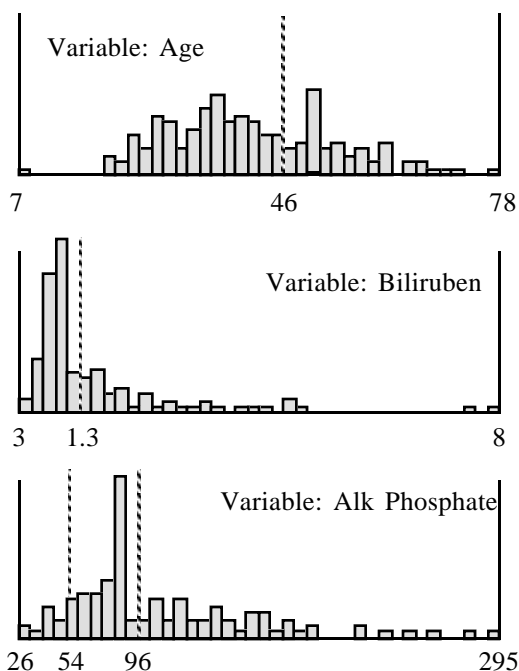 Variable: Age
7 46 78
Variable: Biliruben
3 1.3 8
Variable: Alk Phosphate
26 54 96 295